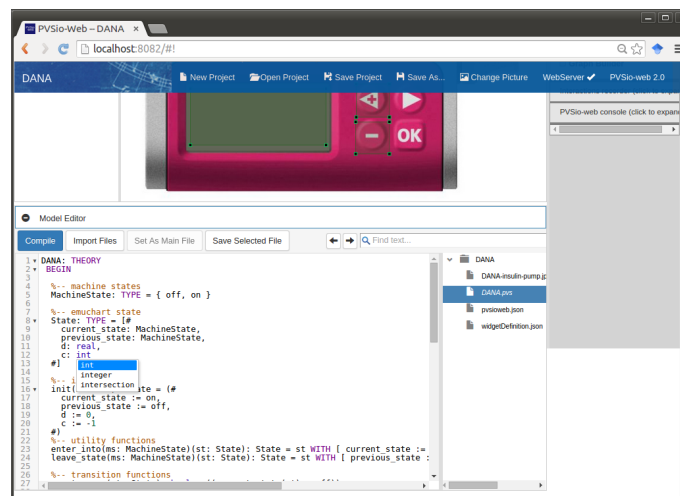 PVSio-Web – DANA ×
localhost:8082/#!
DANA New Project Open Project Save Project Save As... Change Picture WebServer ✔ PVSio-web 2.0
PVSio-web console (click to expan
OK
Model Editor
Compile Import Files Set As Main File Save Selected File Find text...
1 DANA: THEORY
2 BEGIN
3
4 %-- machine states
5 MachineState: TYPE = { off, on }
6
7 %-- emuchart state
8 State: TYPE = [#
9 current_state: MachineState,
10 previous_state: MachineState,
11 d: real,
12 c: int
13 #]
int
14
integer
15 %-- i
intersection
16 init( ate = (#
17 current_state := on,
18 previous_state := off,
19 d := 0,
20 c := -1
21 #)
22 %-- utility functions
23 enter_into(ms: MachineState)(st: State): State = st WITH [ current_state :=
24 leave_state(ms: MachineState)(st: State): State = st WITH [ previous_state :
25
26 %-- transition functions
27
DANA
DANA-insulin-pump.jp
DANA.pvs
pvsioweb.json
widgetDefinition.json